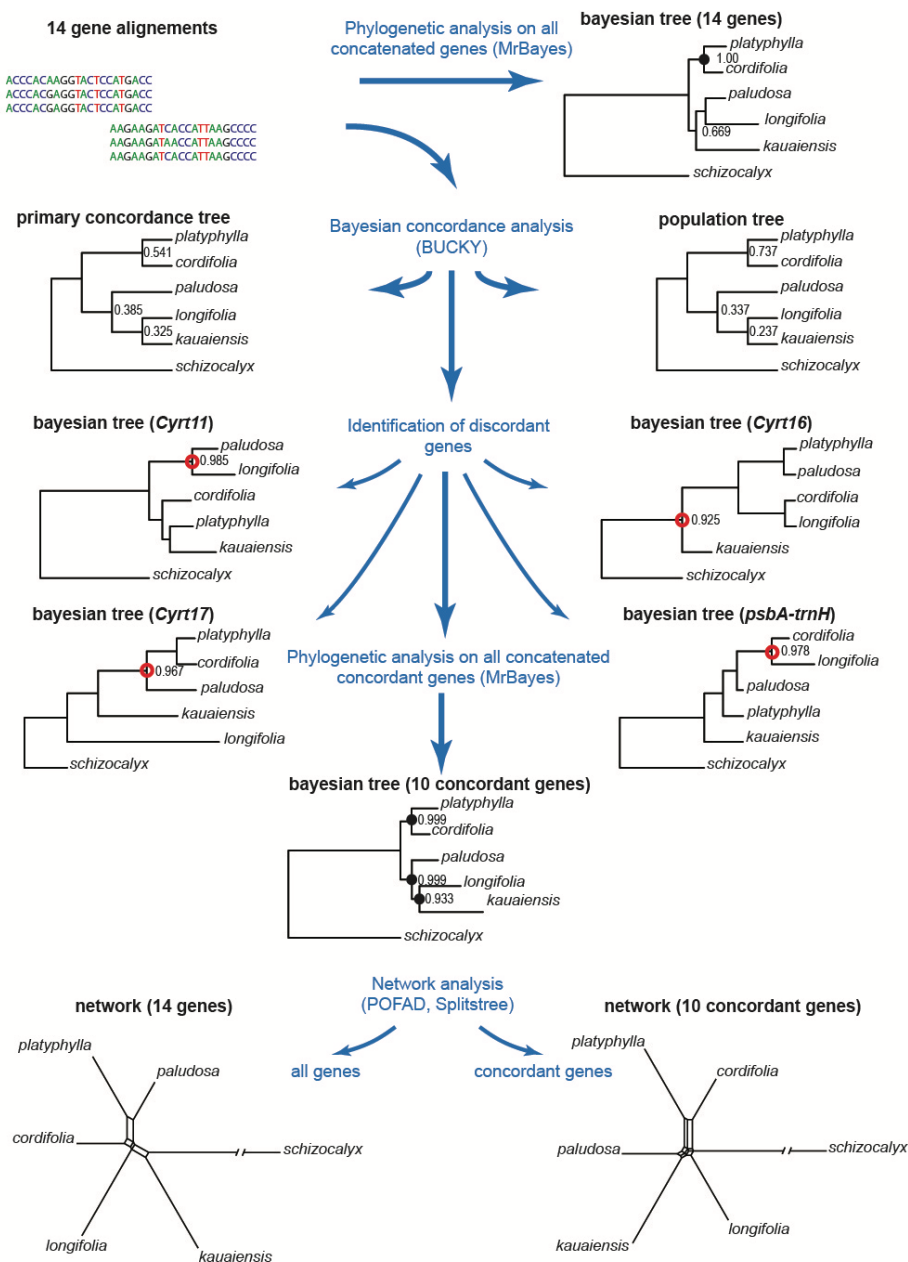 14 gene alignements
Phylogenetic analysis on all
concatenated genes (MrBayes)
bayesian tree (14 genes)
platyphylla
1.00
cordifolia
paludosa
longifolia
0.669
kauaiensis
schizocalyx
ACCCACAAGGTACTCCATGACC
ACCCACGAGGTACTCCATGACC
ACCCACGAGGTACTCCATGACC
AAGAAGATCACCATTAAGCCCC
AAGAAGATAACCATTAAGCCCC
AAGAAGATCACCATTAAGCCCC
primary concordance tree
platyphylla
0.541
cordifolia
paludosa
0.385
longifolia
0.325
kauaiensis
schizocalyx
Bayesian concordance analysis
(BUCKY)
population tree
platyphylla
0.737
cordifolia
paludosa
0.337
longifolia
0.237
kauaiensis
schizocalyx
bayesian tree (Cyrt11)
paludosa
0.985
longifolia
cordifolia
platyphylla
kauaiensis
schizocalyx
Identification of discordant
genes
bayesian tree (Cyrt16)
platyphylla
paludosa
cordifolia
0.925
longifolia
kauaiensis
schizocalyx
bayesian tree (Cyrt17)
platyphylla
cordifolia
0.967
paludosa
kauaiensis
longifolia
schizocalyx
Phylogenetic analysis on all concatenated
concordant genes (MrBayes)
bayesian tree (psbA-trnH)
cordifolia
0.978
longifolia
paludosa
platyphylla
kauaiensis
schizocalyx
bayesian tree (10 concordant genes)
platyphylla
0.999
cordifolia
paludosa
0.999
longifolia
0.933
kauaiensis
schizocalyx
Network analysis
(POFAD, Splitstree)
all genes
concordant genes
network (14 genes)
platyphylla
paludosa
cordifolia
schizocalyx
longifolia
kauaiensis
network (10 concordant genes)
platyphylla
cordifolia
paludosa
schizocalyx
longifolia
kauaiensis